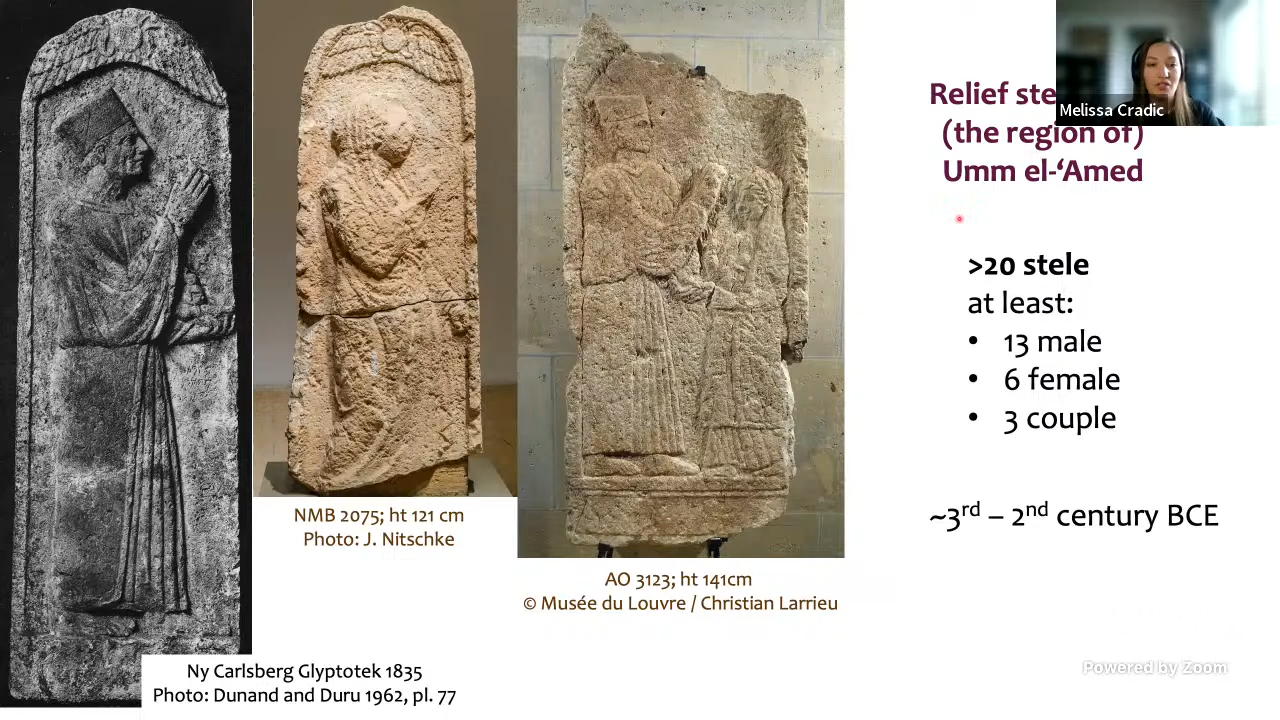 Relief ste
(the region of)
Umm el-‘Amed
Melissa Cradic
>20 stele
at least:
• 13 male
• 6 female
• 3 couple
~3rd – 2nd century BCE
NMB 2075; ht 121 cm
Photo: J. Nitschke
AO 3123; ht 141cm
© Musée du Louvre / Christian Larrieu
Ny Carlsberg Glyptotek 1835
Photo: Dunand and Duru 1962, pl. 77
Powered by Zoom